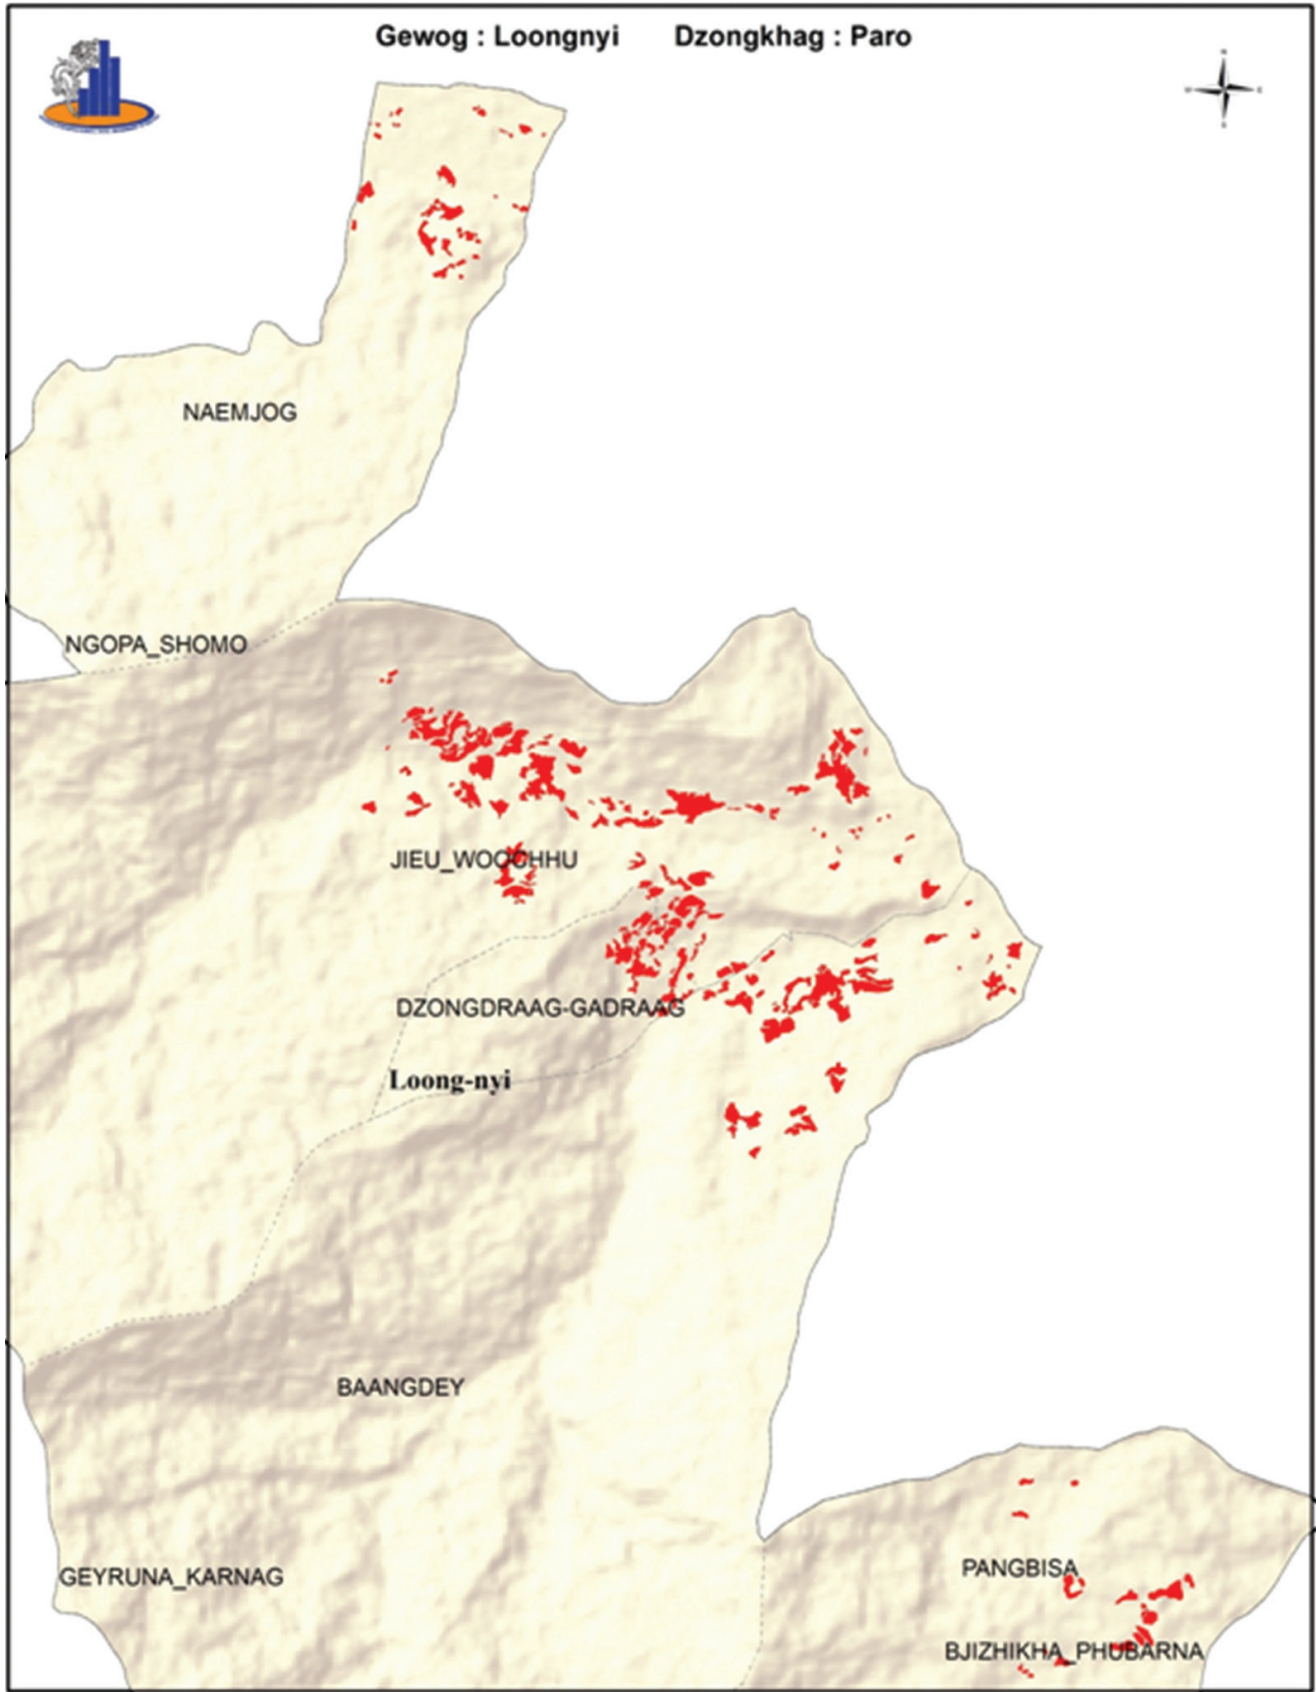 Gewog : Loongnyi Dzongkhag : Paro
N
W E
S
NAEMJOG
NGOPA_SHOMO
JIEU_WOOCHHU
DZONGDRAAG-GADRAAG
Loong-nyi
BAANGDEY
GEYRUNA_KARNAG
PANGBISA
BJIZHIKHA_PHUBARNA